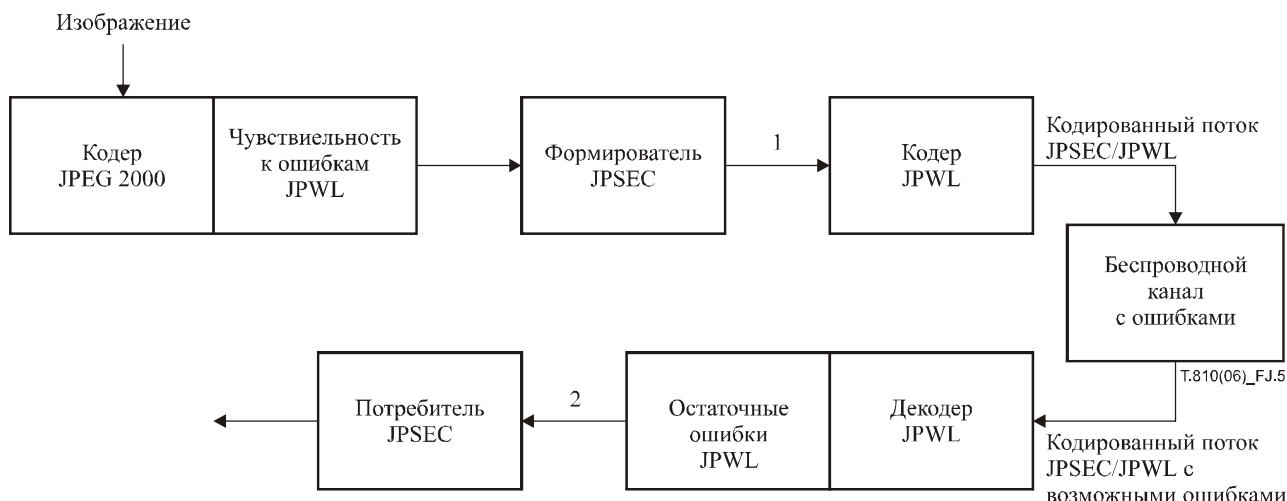 Изображение
Кодер
JPEG 2000
Чувствиельность
к ошибкам
JPWL
Формирователь
JPSEC
1
Кодер
JPWL
Кодированный поток
JPSEC/JPWL
Беспроводной
канал
с ошибками
T.810(06)_FJ.5
Потребитель
JPSEC
2
Остаточные
ошибки
JPWL
Декодер
JPWL
Кодированный поток
JPSEC/JPWL с
возможными ошибками